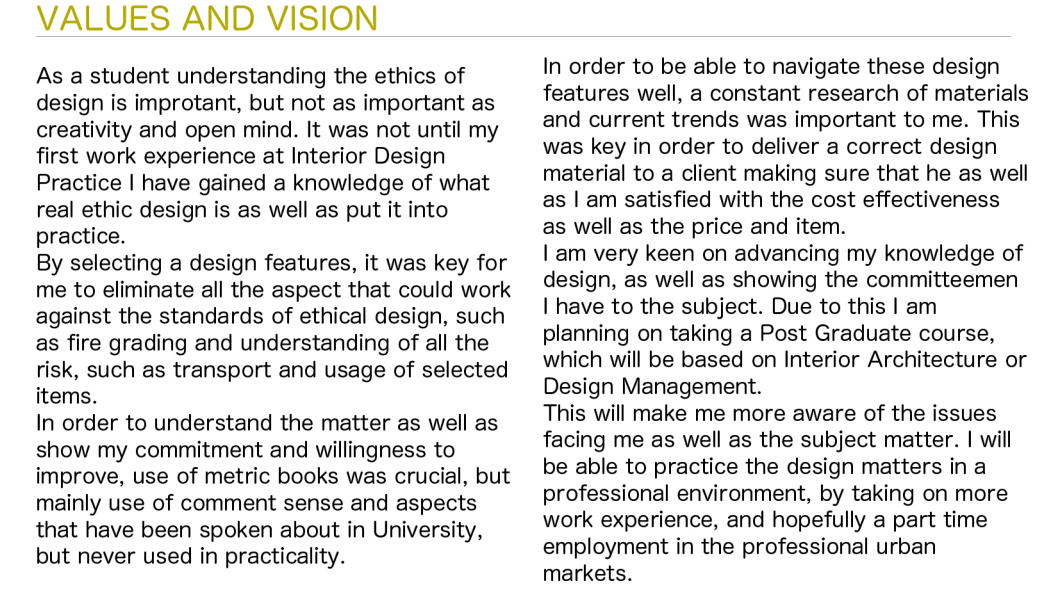 VALUES AND VISION
As a student understanding the ethics of
design is improtant, but not as important as
creativity and open mind. It was not until my
first work experience at Interior Design
Practice I have gained a knowledge of what
real ethic design is as well as put it into
practice.
By selecting a design features, it was key for
me to eliminate all the aspect that could work
against the standards of ethical design, such
as fire grading and understanding of all the
risk, such as transport and usage of selected
items.
In order to understand the matter as well as
show my commitment and willingness to
improve, use of metric books was crucial, but
mainly use of comment sense and aspects
that have been spoken about in University,
but never used in practicality.
In order to be able to navigate these design
features well, a constant research of materials
and current trends was important to me. This
was key in order to deliver a correct design
material to a client making sure that he as well
as I am satisfied with the cost effectiveness
as well as the price and item.
I am very keen on advancing my knowledge of
design, as well as showing the committeemen
I have to the subject. Due to this I am
planning on taking a Post Graduate course,
which will be based on Interior Architecture or
Design Management.
This will make me more aware of the issues
facing me as well as the subject matter. I will
be able to practice the design matters in a
professional environment, by taking on more
work experience, and hopefully a part time
employment in the professional urban
markets.